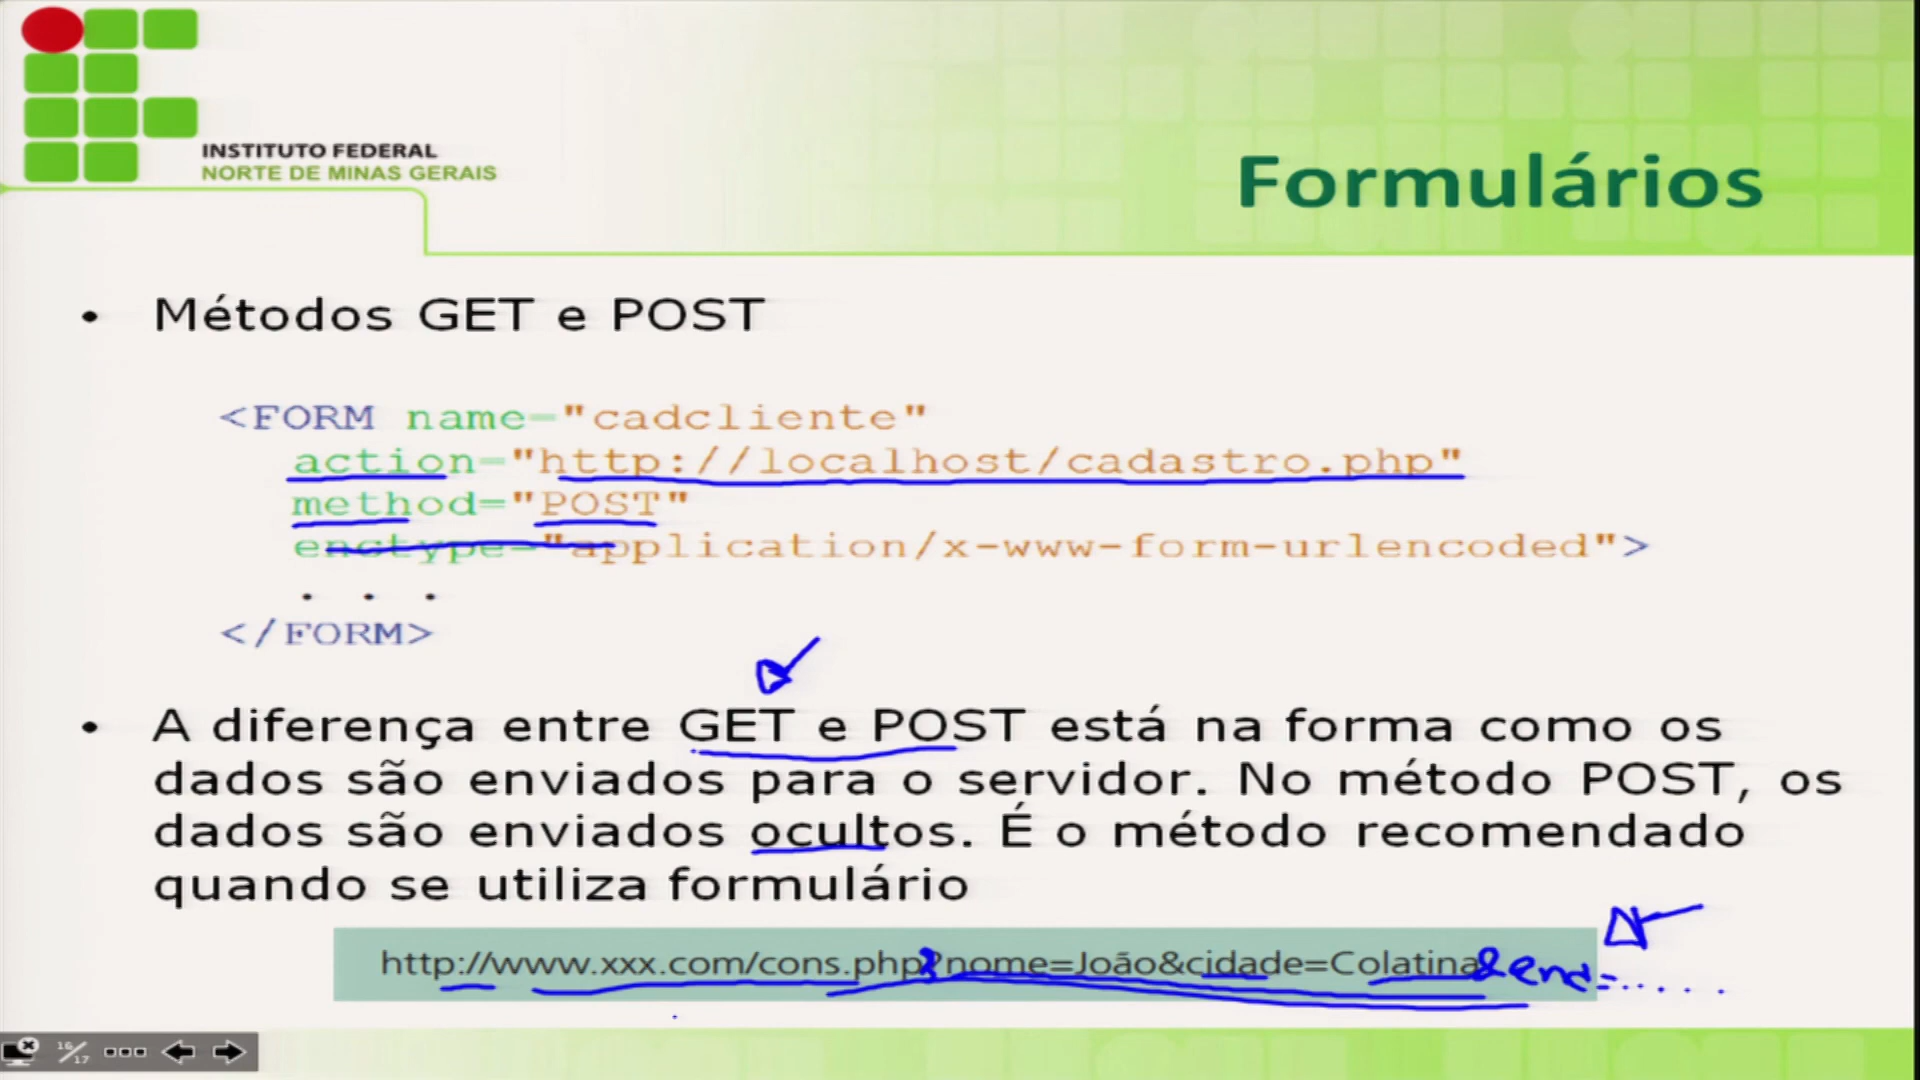 INSTITUTO FEDERAL
NORTE DE MINAS GERAIS
Formulários
• Métodos GET e POST
<FORM name="cadcliente"
action="http://localhost/cadastro.php"
method="POST"
enctype="application/x-www-form-urlencoded">
. . .
</FORM>
• A diferença entre GET e POST está na forma como os
dados são enviados para o servidor. No método POST, os
dados são enviados ocultos. É o método recomendado
quando se utiliza formulário
http://www.xxx.com/cons.php?nome=João&cidade=Colatina&end=.....
16/17